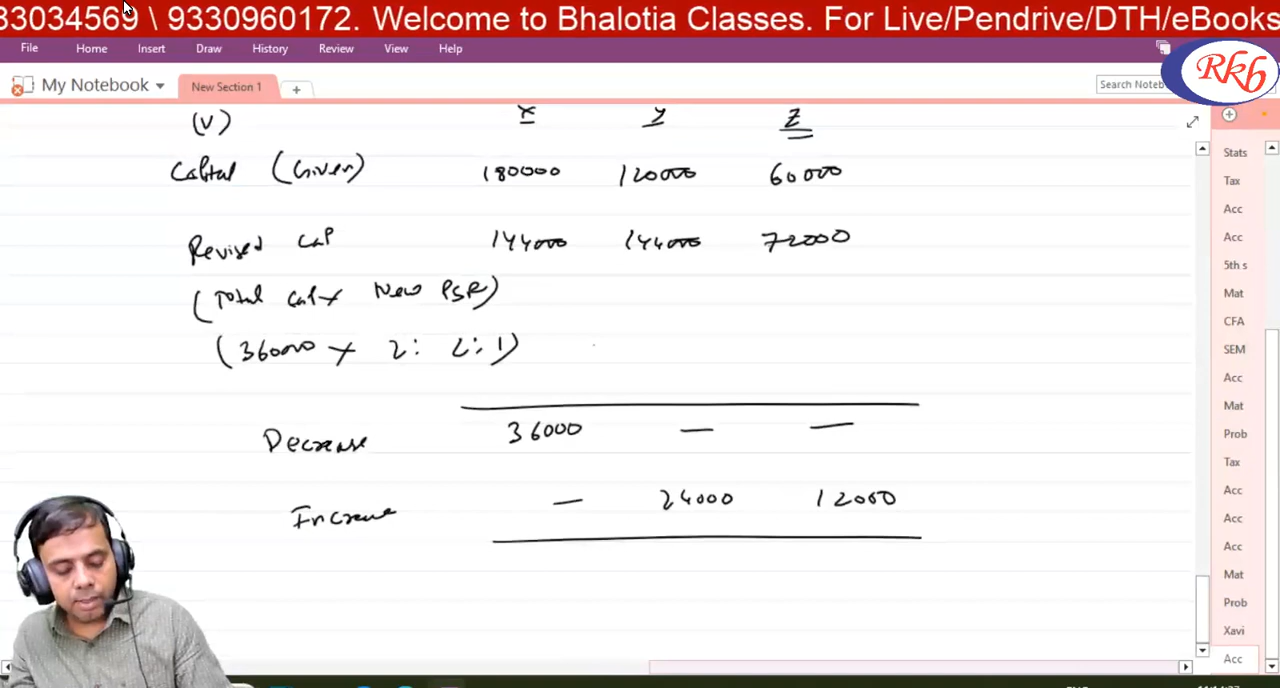 33034569 \ 9330960172. Welcome to Bhalotia Classes. For Live/Pendrive/DTH/eBooks
File Home Insert Draw History Review View Help
Rkb
My Notebook New Section 1 + Search Noteb
(V) X Y Z
Capital (Given) 180000 120000 60000
Revised Cap 144000 144000 72000
(Total Cap x New PSR)
(36000 x 2: 2: 1)
Decrease 36000 — —
Increase — 24000 12000
Stats
Tax
Acc
Acc
5th s
Mat
CFA
SEM
Acc
Mat
Prob
Tax
Acc
Acc
Acc
Mat
Prob
Xavi
Acc